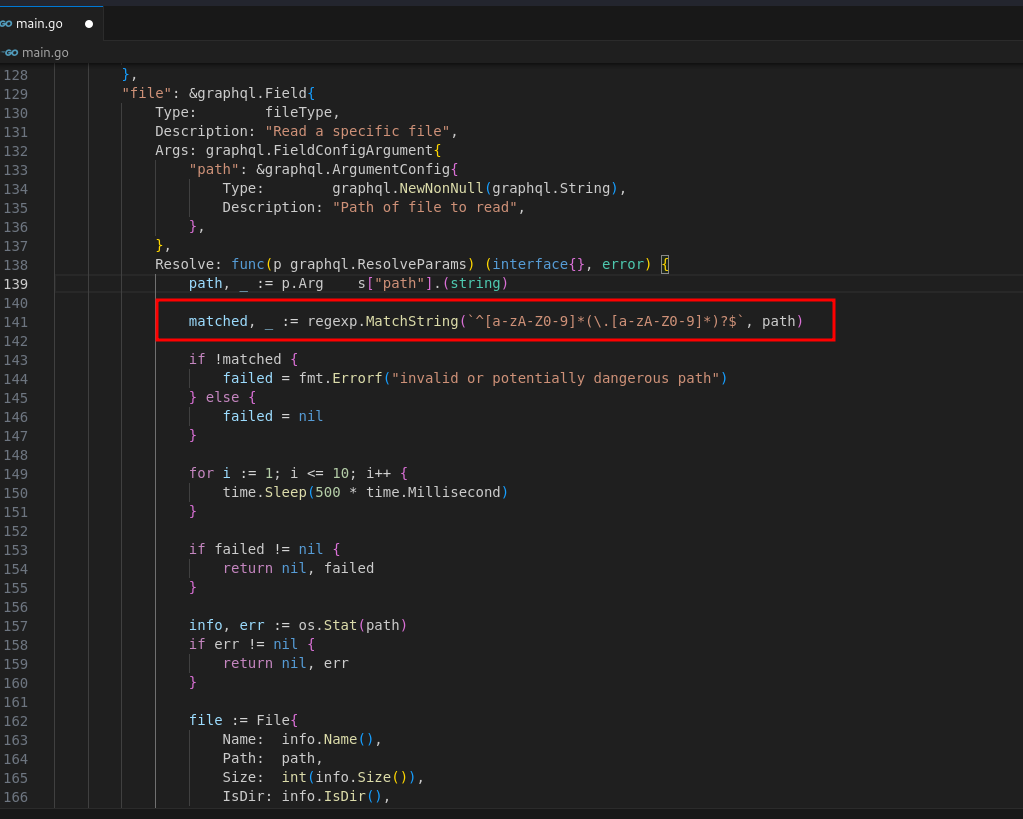 GO main.go ●
GO main.go
128 },
129 "file": &graphql.Field{
130 Type:        fileType,
131 Description: "Read a specific file",
132 Args: graphql.FieldConfigArgument{
133 "path": &graphql.ArgumentConfig{
134 Type:        graphql.NewNonNull(graphql.String),
135 Description: "Path of file to read",
136 },
137 },
138 Resolve: func(p graphql.ResolveParams) (interface{}, error) {
139 path, _ := p.Arg    s["path"].(string)
140
141 matched, _ := regexp.MatchString(`^[a-zA-Z0-9]*(\.[a-zA-Z0-9]*)?$`, path)
142
143 if !matched {
144 failed = fmt.Errorf("invalid or potentially dangerous path")
145 } else {
146 failed = nil
147 }
148
149 for i := 1; i <= 10; i++ {
150 time.Sleep(500 * time.Millisecond)
151 }
152
153 if failed != nil {
154 return nil, failed
155 }
156
157 info, err := os.Stat(path)
158 if err != nil {
159 return nil, err
160 }
161
162 file := File{
163 Name:  info.Name(),
164 Path:  path,
165 Size:  int(info.Size()),
166 IsDir: info.IsDir(),